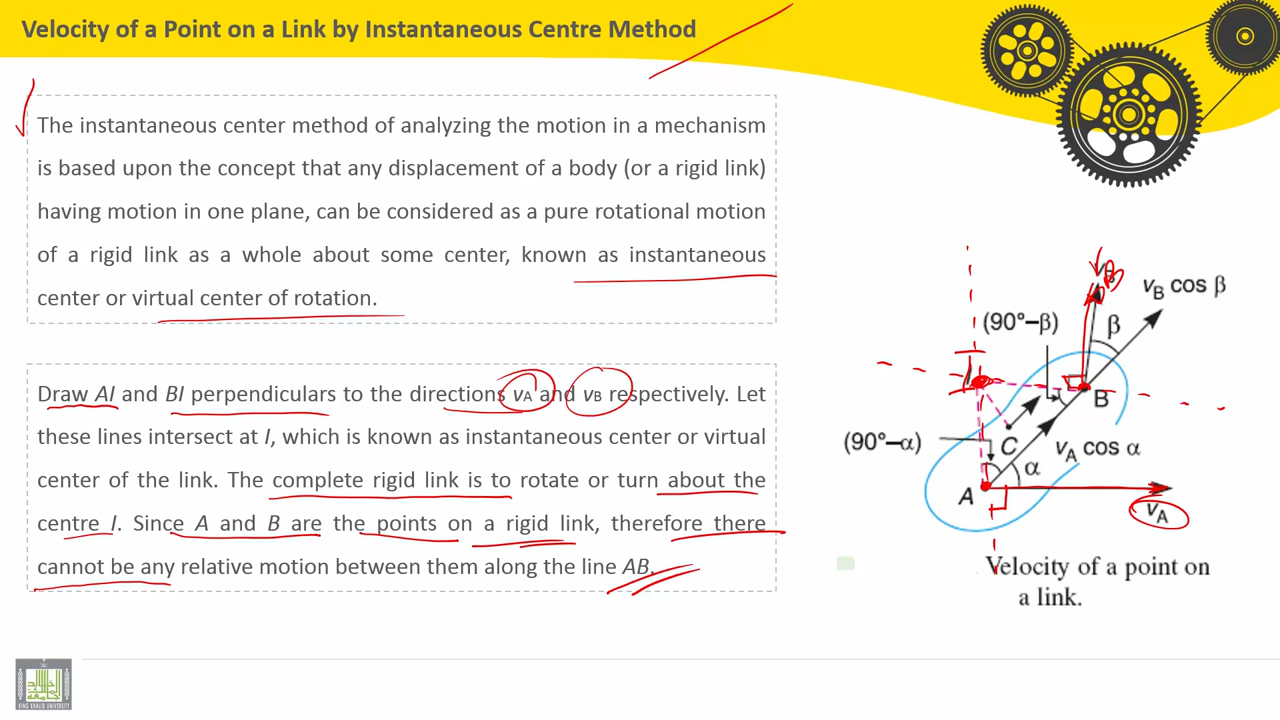 Velocity of a Point on a Link by Instantaneous Centre Method
The instantaneous center method of analyzing the motion in a mechanism
is based upon the concept that any displacement of a body (or a rigid link)
having motion in one plane, can be considered as a pure rotational motion
of a rigid link as a whole about some center, known as instantaneous
center or virtual center of rotation.
Draw AI and BI perpendiculars to the directions vA and vB respectively. Let
these lines intersect at I, which is known as instantaneous center or virtual
center of the link. The complete rigid link is to rotate or turn about the
centre I. Since A and B are the points on a rigid link, therefore there
cannot be any relative motion between them along the line AB.
vB
vB cos β
(90°–β)
β
I
B
C
(90°–α)
vA cos α
α
A
vA
Velocity of a point on
a link.
KING KHALID UNIVERSITY